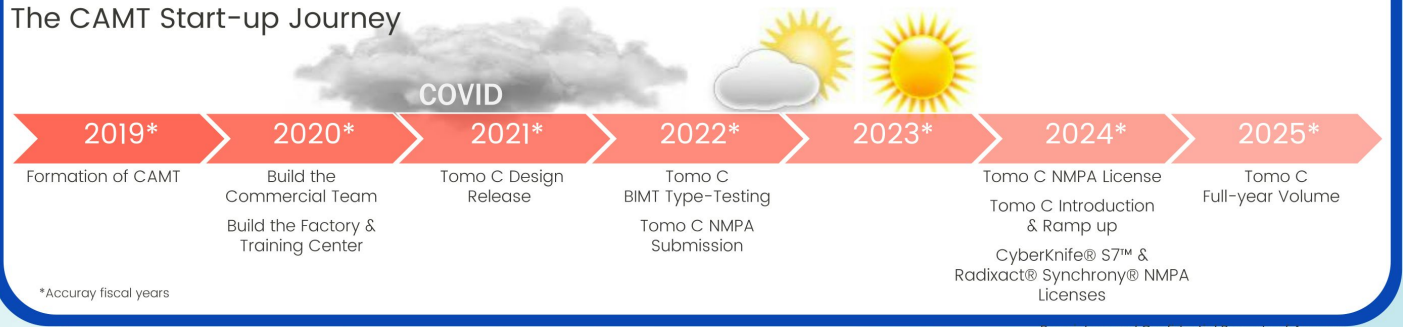 The CAMT Start-up Journey
COVID
2019*
2020*
2021*
2022*
2023*
2024*
2025*
Formation of CAMT
Build the
Commercial Team
Build the Factory &
Training Center
Tomo C Design
Release
Tomo C
BIMT Type-Testing
Tomo C NMPA
Submission
Tomo C NMPA License
Tomo C Introduction
& Ramp up
CyberKnife® S7™ &
Radixact® Synchrony® NMPA
Licenses
Tomo C
Full-year Volume
*Accuray fiscal years